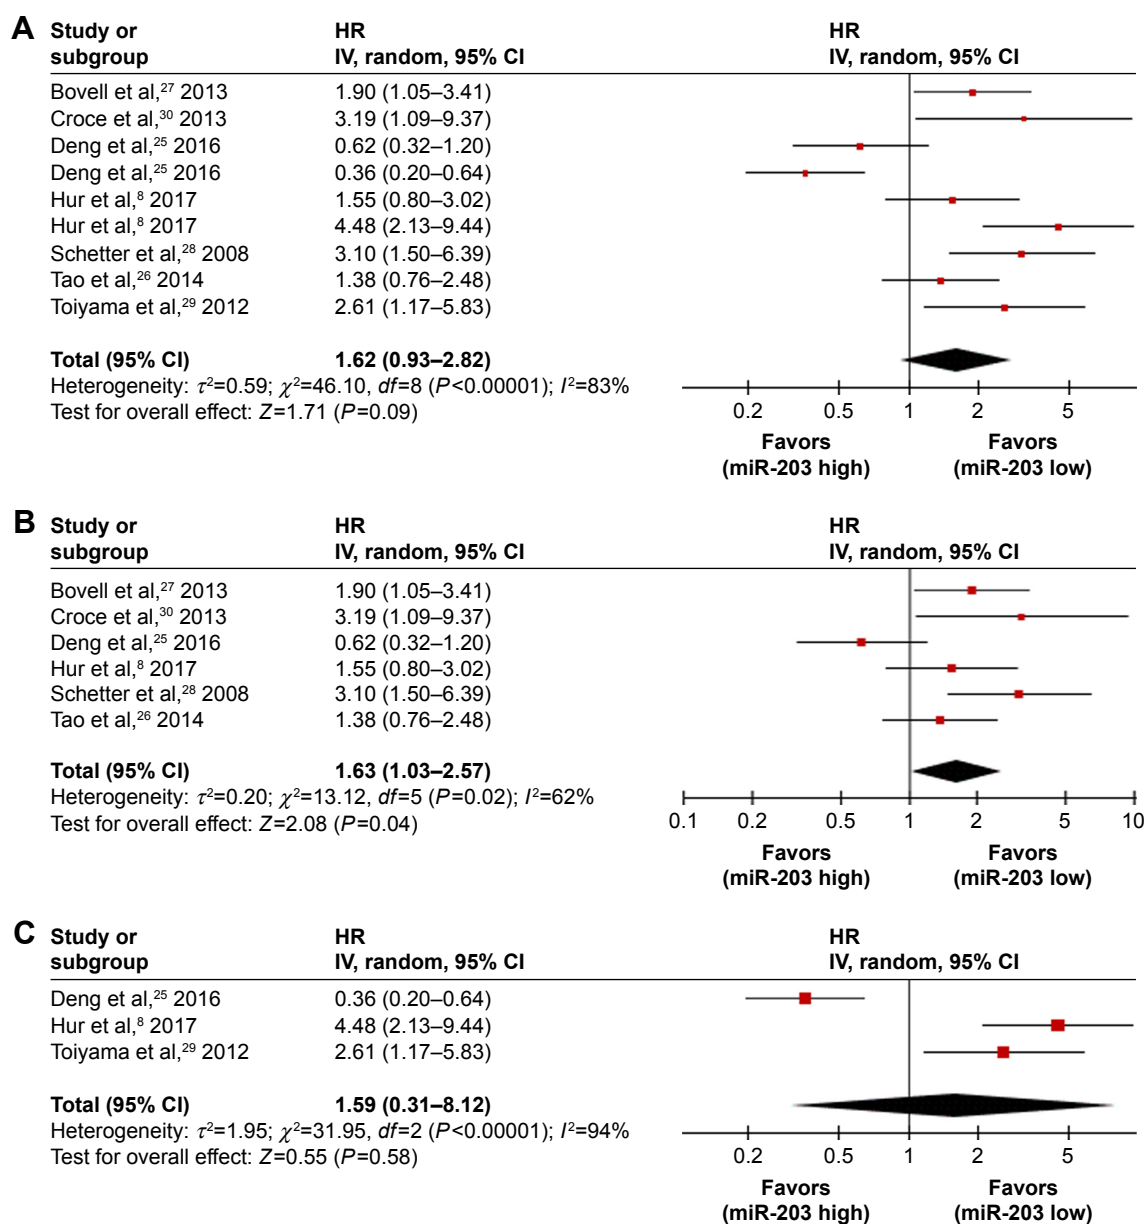 A Study or HR HR
subgroup IV, random, 95% CI IV, random, 95% CI
Bovell et al,27 2013 1.90 (1.05–3.41)
Croce et al,30 2013 3.19 (1.09–9.37)
Deng et al,25 2016 0.62 (0.32–1.20)
Deng et al,25 2016 0.36 (0.20–0.64)
Hur et al,8 2017 1.55 (0.80–3.02)
Hur et al,8 2017 4.48 (2.13–9.44)
Schetter et al,28 2008 3.10 (1.50–6.39)
Tao et al,26 2014 1.38 (0.76–2.48)
Toiyama et al,29 2012 2.61 (1.17–5.83)
Total (95% CI) 1.62 (0.93–2.82)
Heterogeneity: τ2=0.59; χ2=46.10, df=8 (P<0.00001); I2=83%
Test for overall effect: Z=1.71 (P=0.09)
0.2 0.5 1 2 5
Favors Favors
(miR-203 high) (miR-203 low)
B Study or HR HR
subgroup IV, random, 95% CI IV, random, 95% CI
Bovell et al,27 2013 1.90 (1.05–3.41)
Croce et al,30 2013 3.19 (1.09–9.37)
Deng et al,25 2016 0.62 (0.32–1.20)
Hur et al,8 2017 1.55 (0.80–3.02)
Schetter et al,28 2008 3.10 (1.50–6.39)
Tao et al,26 2014 1.38 (0.76–2.48)
Total (95% CI) 1.63 (1.03–2.57)
Heterogeneity: τ2=0.20; χ2=13.12, df=5 (P=0.02); I2=62%
Test for overall effect: Z=2.08 (P=0.04)
0.1 0.2 0.5 1 2 5 10
Favors Favors
(miR-203 high) (miR-203 low)
C Study or HR HR
subgroup IV, random, 95% CI IV, random, 95% CI
Deng et al,25 2016 0.36 (0.20–0.64)
Hur et al,8 2017 4.48 (2.13–9.44)
Toiyama et al,29 2012 2.61 (1.17–5.83)
Total (95% CI) 1.59 (0.31–8.12)
Heterogeneity: τ2=1.95; χ2=31.95, df=2 (P<0.00001); I2=94%
Test for overall effect: Z=0.55 (P=0.58)
0.2 0.5 1 2 5
Favors Favors
(miR-203 high) (miR-203 low)